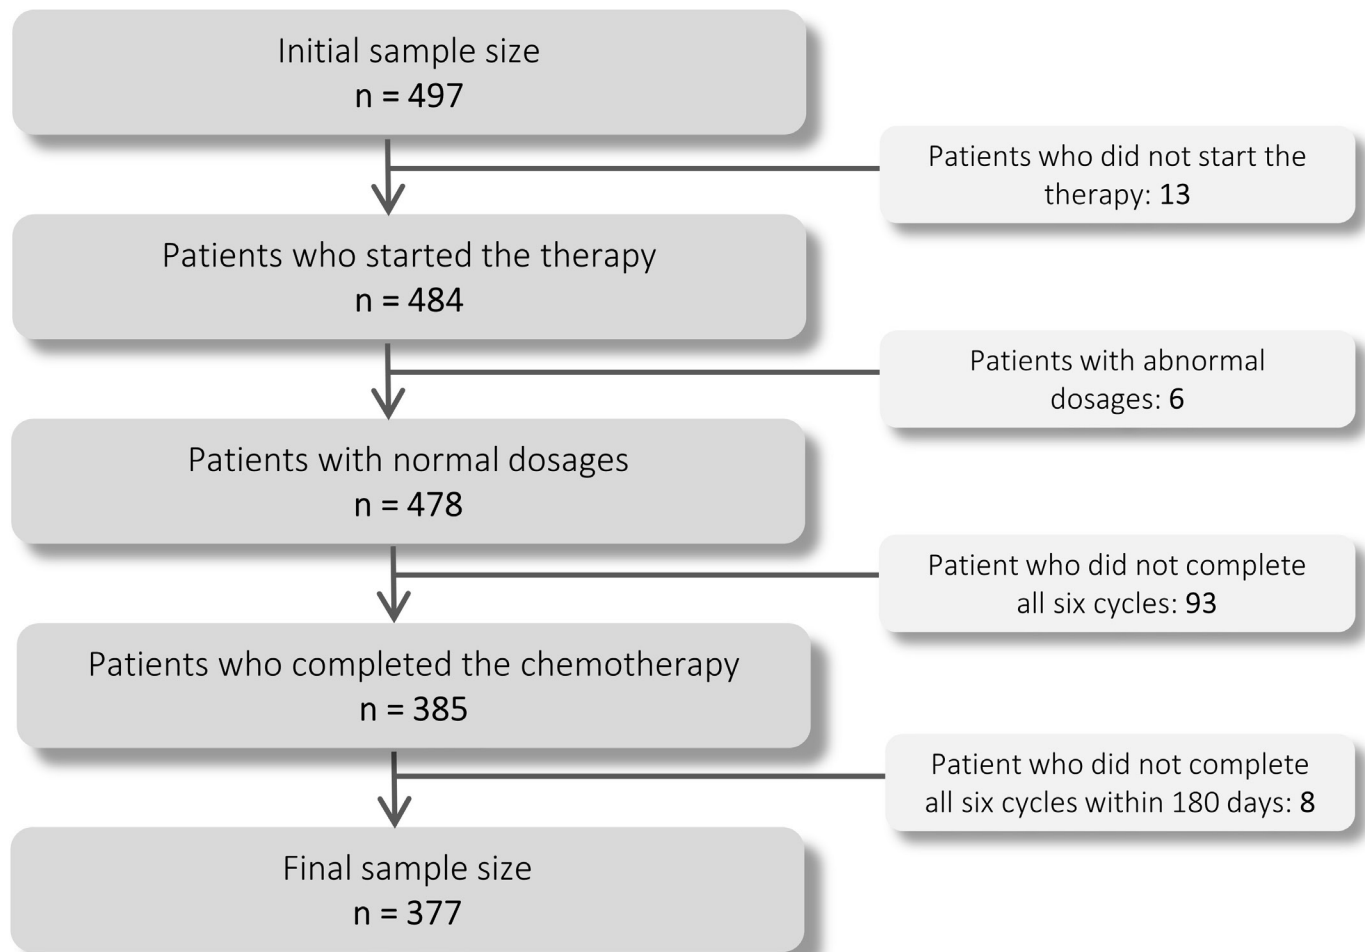 Initial sample size
n = 497
Patients who did not start the
therapy: 13
Patients who started the therapy
n = 484
Patients with abnormal
dosages: 6
Patients with normal dosages
n = 478
Patient who did not complete
all six cycles: 93
Patients who completed the chemotherapy
n = 385
Patient who did not complete
all six cycles within 180 days: 8
Final sample size
n = 377